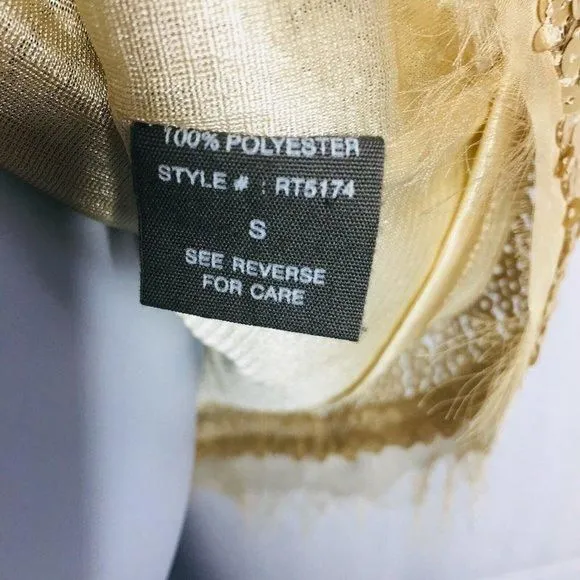 100% POLYESTER
STYLE # : RT5174
S
SEE REVERSE
FOR CARE